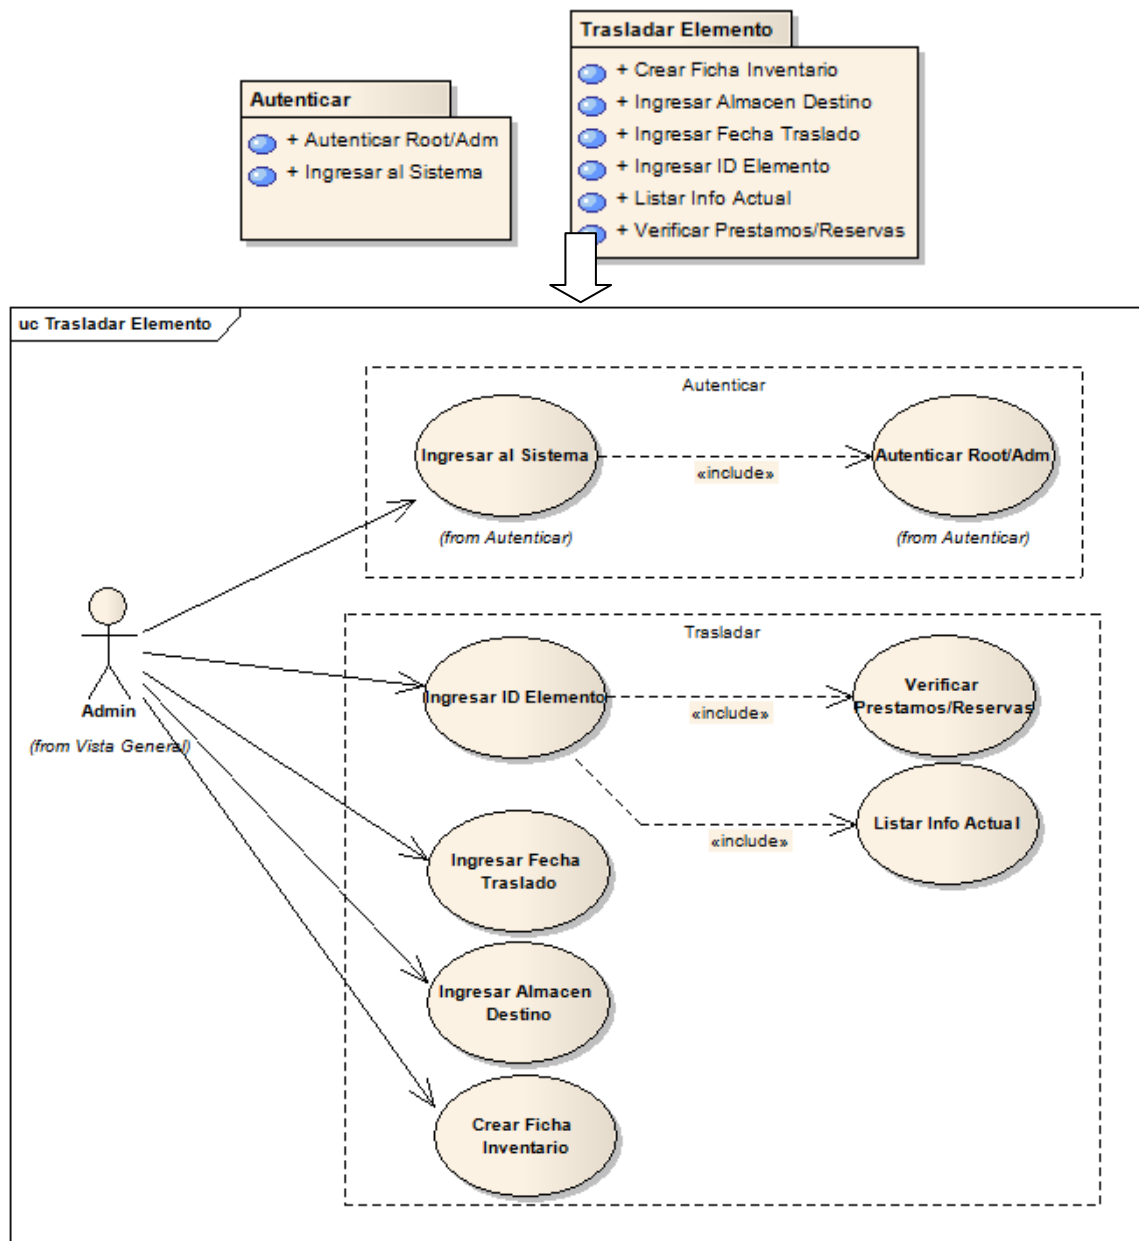 Trasladar Elemento
+ Crear Ficha Inventario
+ Ingresar Almacen Destino
+ Ingresar Fecha Traslado
+ Ingresar ID Elemento
+ Listar Info Actual
+ Verificar Prestamos/Reservas
Autenticar
+ Autenticar Root/Adm
+ Ingresar al Sistema
uc Trasladar Elemento
Autenticar
Ingresar al Sistema
«include»
Autenticar Root/Adm
(from Autenticar)
(from Autenticar)
Admin
(from Vista General)
Trasladar
Ingresar ID Elemento
«include»
Verificar
Prestamos/Reservas
«include»
Listar Info Actual
Ingresar Fecha
Traslado
Ingresar Almacen
Destino
Crear Ficha
Inventario